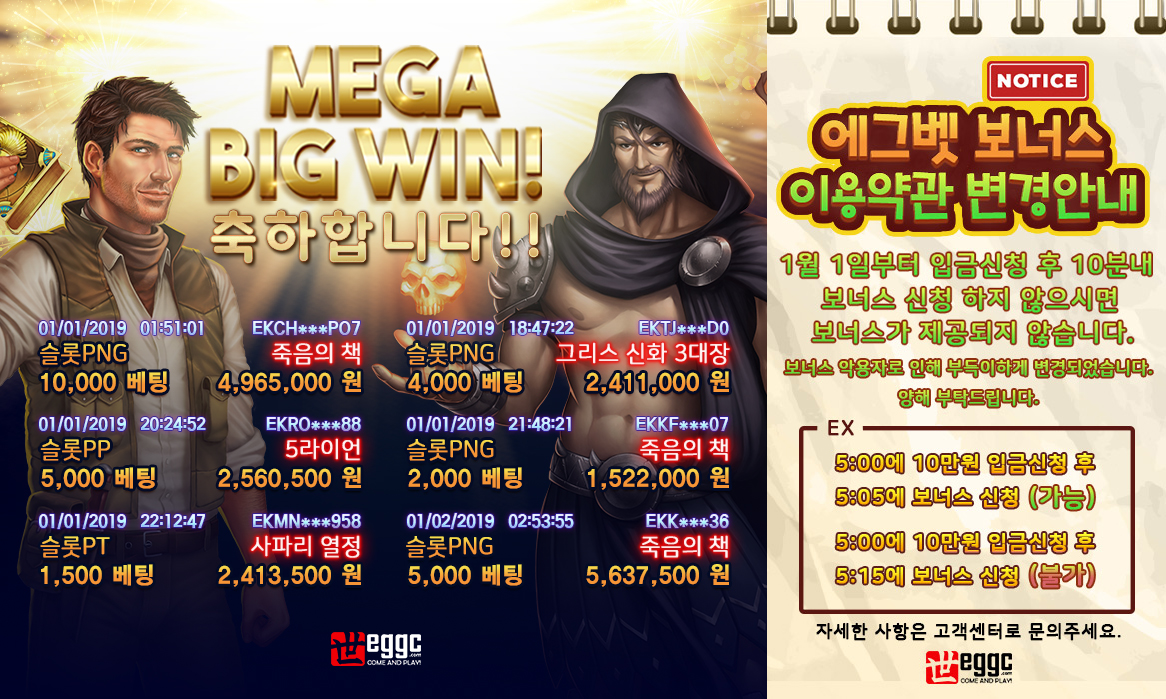 MEGA
BIG WIN!
축하합니다!!
01/01/2019 01:51:01 EKCH***PO7
슬롯PNG 죽음의 책
10,000 베팅 4,965,000 원
01/01/2019 18:47:22 EKTJ***D0
슬롯PNG 그리스 신화 3대장
4,000 베팅 2,411,000 원
01/01/2019 20:24:52 EKRO***88
슬롯PP 5라이언
5,000 베팅 2,560,500 원
01/01/2019 21:48:21 EKKF***07
슬롯PNG 죽음의 책
2,000 베팅 1,522,000 원
01/01/2019 22:12:47 EKMN***958
슬롯PT 사파리 열정
1,500 베팅 2,413,500 원
01/02/2019 02:53:55 EKK***36
슬롯PNG 죽음의 책
5,000 베팅 5,637,500 원
世 eggc.com
COME AND PLAY!
NOTICE
에그벳 보너스
이용약관 변경안내
1월 1일부터 입금신청 후 10분내
보너스 신청 하지 않으시면
보너스가 제공되지 않습니다.
보너스 악용자로 인해 부득이하게 변경되었습니다.
양해 부탁드립니다.
EX
5:00에 10만원 입금신청 후
5:05에 보너스 신청 (가능)
5:00에 10만원 입금신청 후
5:15에 보너스 신청 (불가)
자세한 사항은 고객센터로 문의주세요.
世 eggc.com
COME AND PLAY!